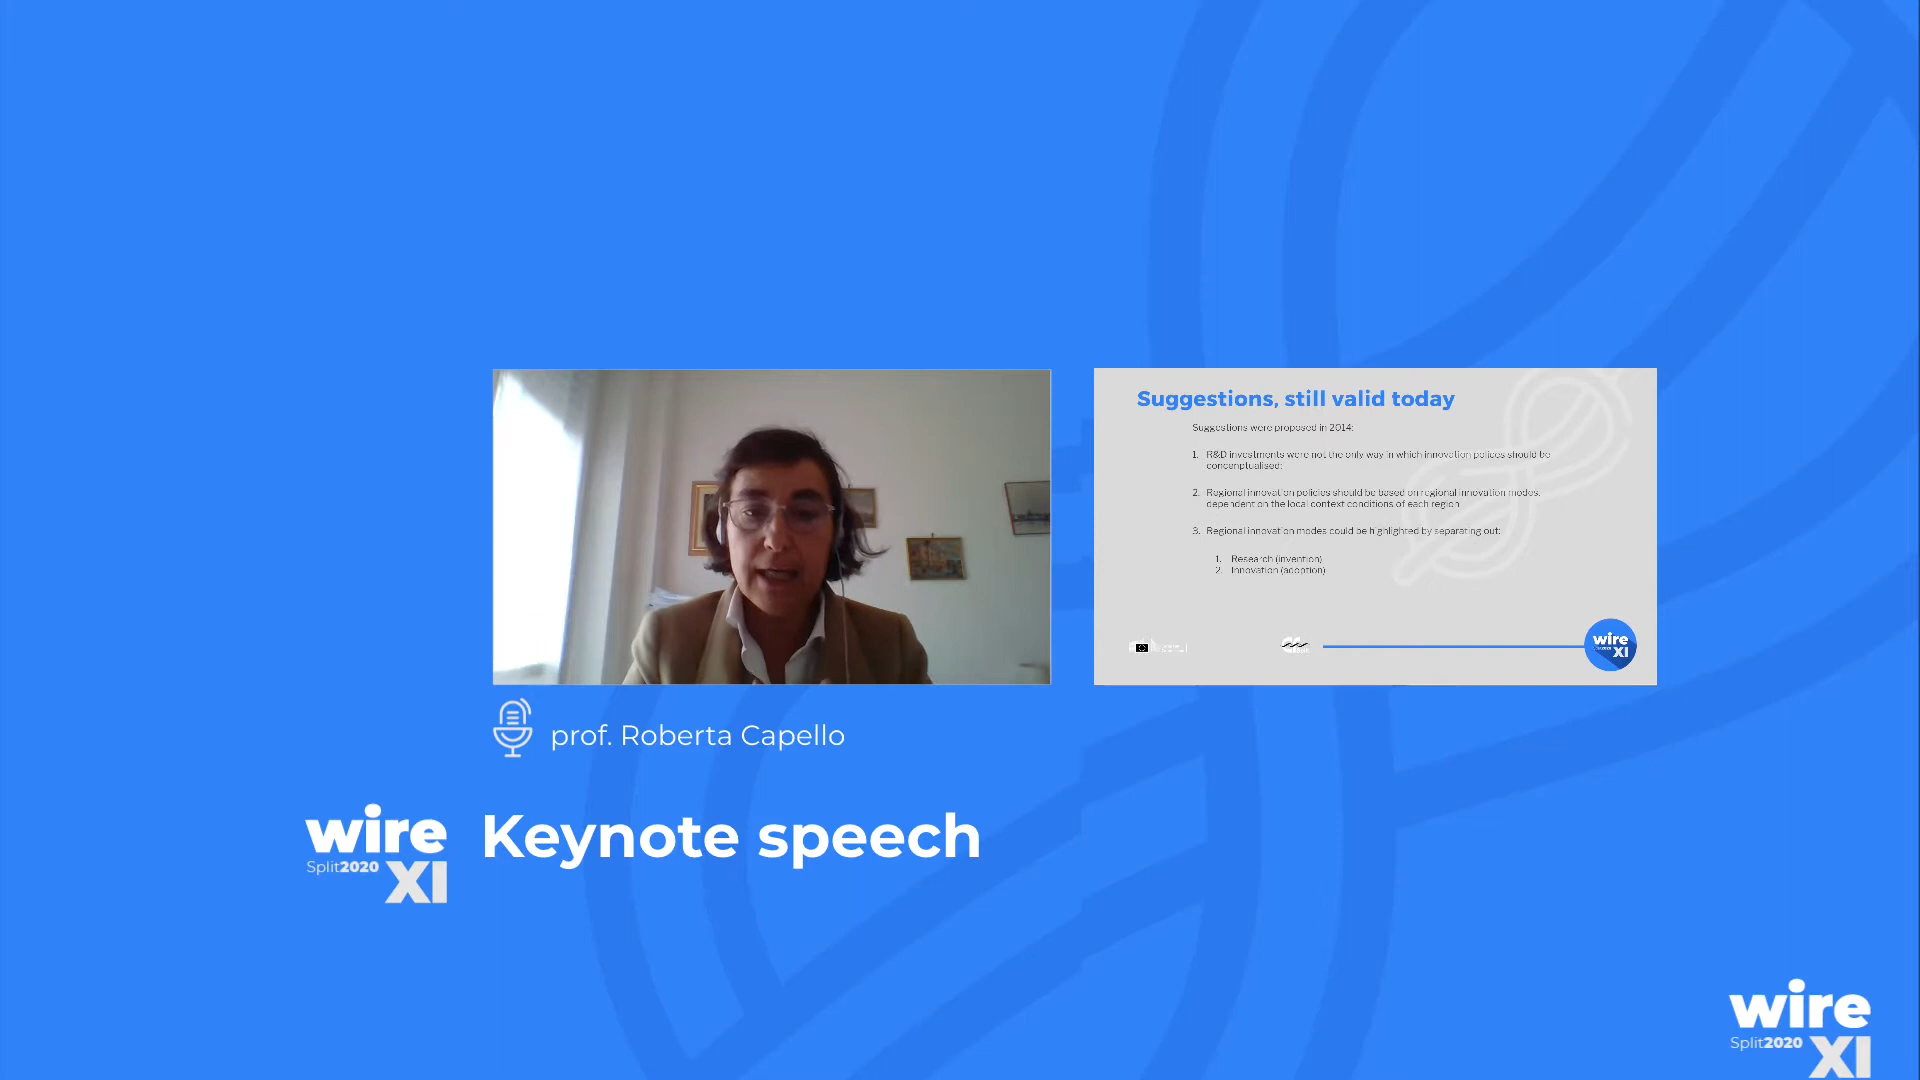 Suggestions, still valid today
Suggestions were proposed in 2014:
1. R&D investments were not the only way in which innovation polices should be
concenptualised;
2. Regional innovation policies should be based on regional innovation modes,
dependent on the local context conditions of each region
3. Regional innovation modes could be highlighted by separating out:
1. Research (invention)
2. Innovation (adoption)
wire
XI
prof. Roberta Capello
wire
Split2020
XI
Keynote speech
wire
Split2020
XI